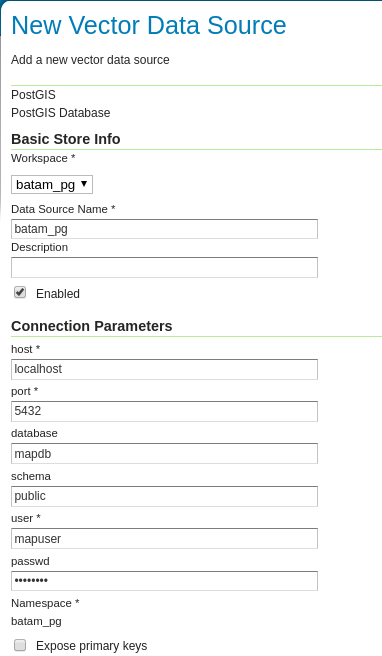 New Vector Data Source
Add a new vector data source
PostGIS
PostGIS Database
Basic Store Info
Workspace *
batam_pg
Data Source Name *
batam_pg
Description
Enabled
Connection Parameters
host *
localhost
port *
5432
database
mapdb
schema
public
user *
mapuser
passwd
••••••••
Namespace *
batam_pg
Expose primary keys